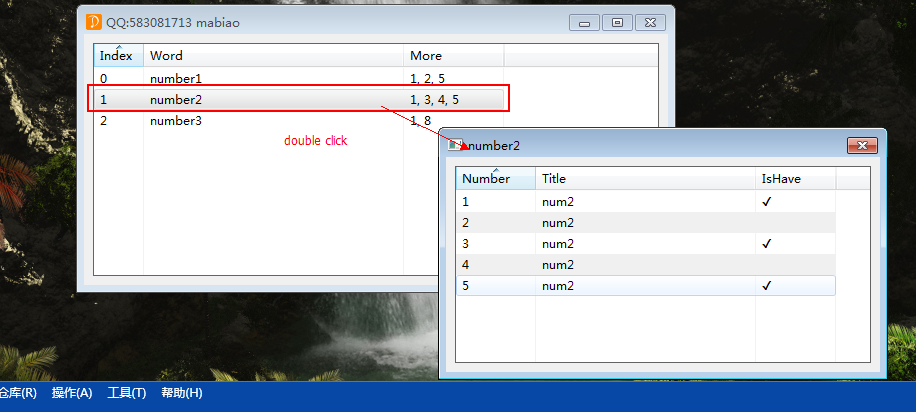 QQ:583081713 mabiao
Index Word More
0 number1 1, 2, 5
1 number2 1, 3, 4, 5
2 number3 1, 8
double click
number2
Number Title IsHave
1 num2 ✓
2 num2
3 num2 ✓
4 num2
5 num2 ✓
仓库(R) 操作(A) 工具(T) 帮助(H)